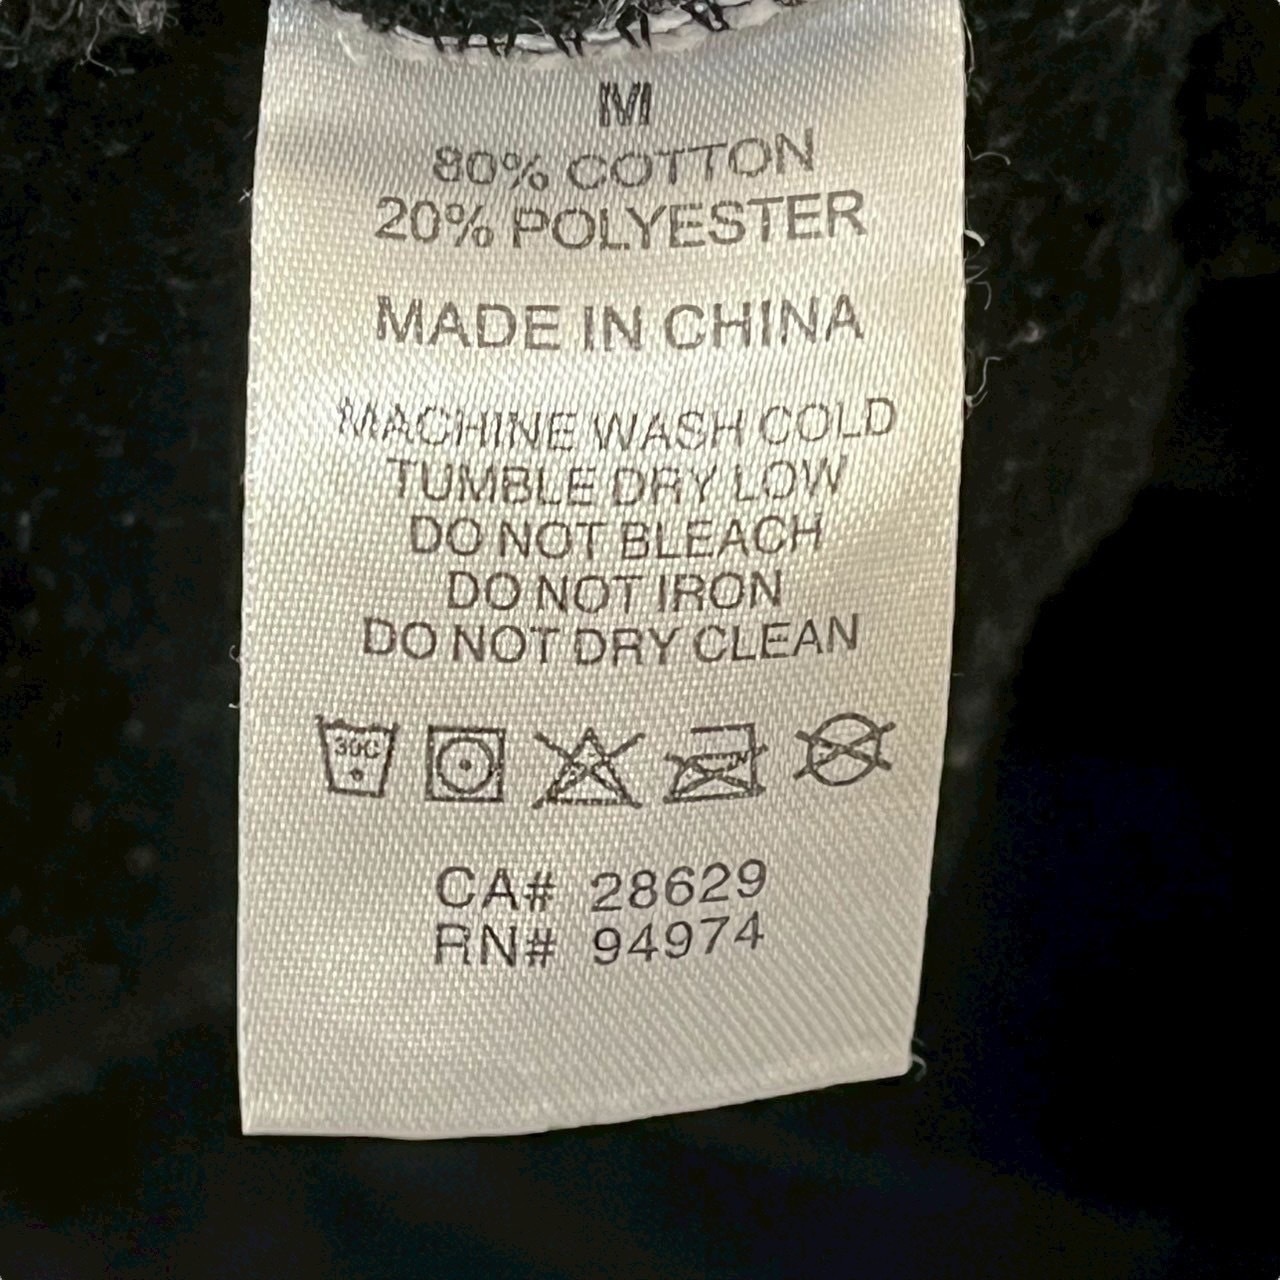 M
80% COTTON
20% POLYESTER
MADE IN CHINA
MACHINE WASH COLD
TUMBLE DRY LOW
DO NOT BLEACH
DO NOT IRON
DO NOT DRY CLEAN
30C
CA# 28629
RN# 94974